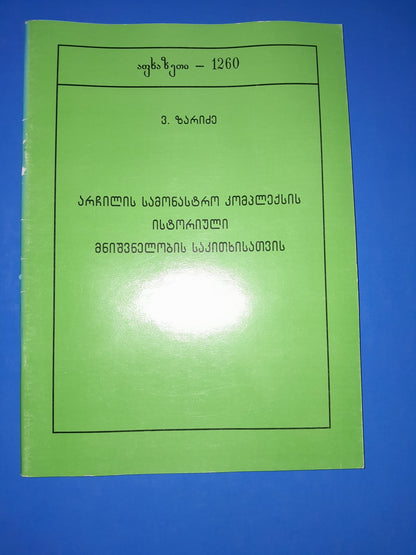 აფხაზეთი – 1260
ვ. ზარიძე
არჩილის სამონასტრო კომპლექსის
ისტორიული
მნიშვნელობის საკითხისათვის